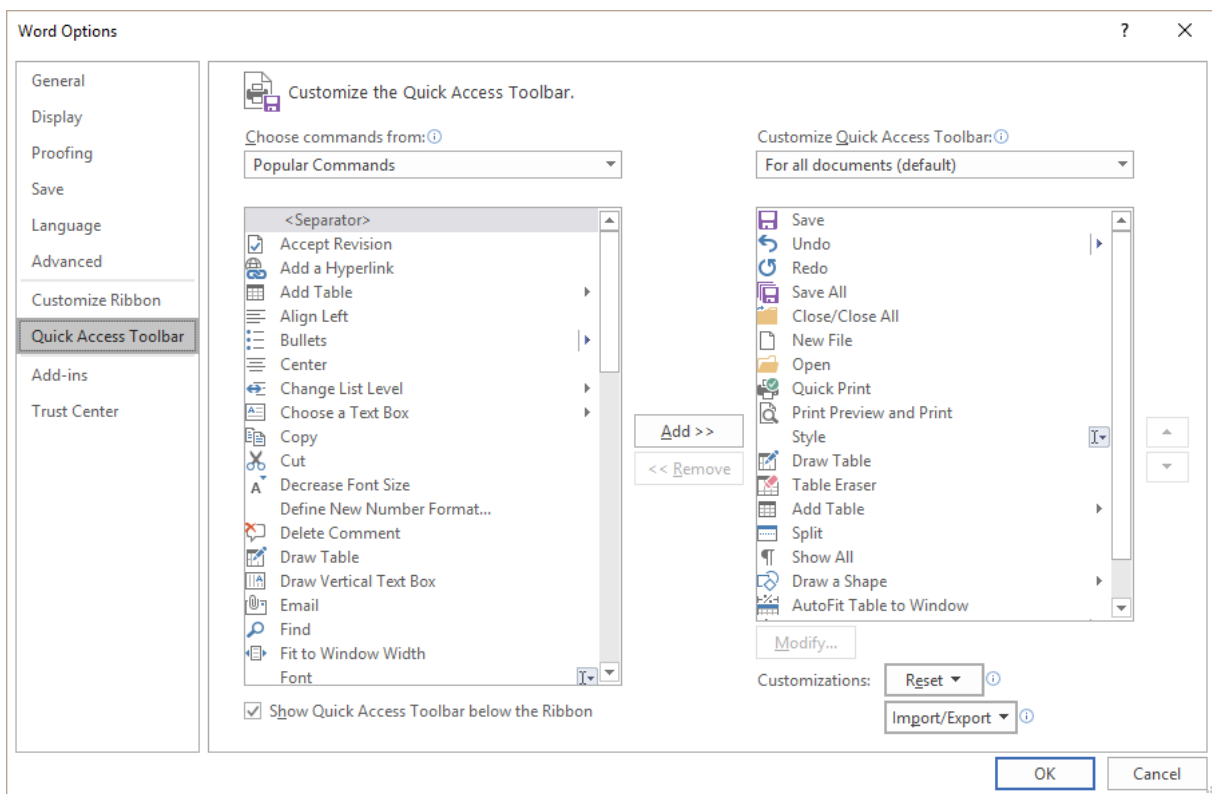 Word Options
?
General
Display
Proofing
Save
Language
Advanced
Customize Ribbon
Quick Access Toolbar
Add-ins
Trust Center
Customize the Quick Access Toolbar.
Choose commands from:
Popular Commands
<Separator>
Accept Revision
Add a Hyperlink
Add Table
Align Left
Bullets
Center
Change List Level
Choose a Text Box
Copy
Cut
Decrease Font Size
Define New Number Format...
Delete Comment
Draw Table
Draw Vertical Text Box
Email
Find
Fit to Window Width
Font
Show Quick Access Toolbar below the Ribbon
Add >>
<< Remove
Customize Quick Access Toolbar:
For all documents (default)
Save
Undo
Redo
Save All
Close/Close All
New File
Open
Quick Print
Print Preview and Print
Style
Draw Table
Table Eraser
Add Table
Split
Show All
Draw a Shape
AutoFit Table to Window
Modify...
Customizations:
Reset
Import/Export
OK
Cancel